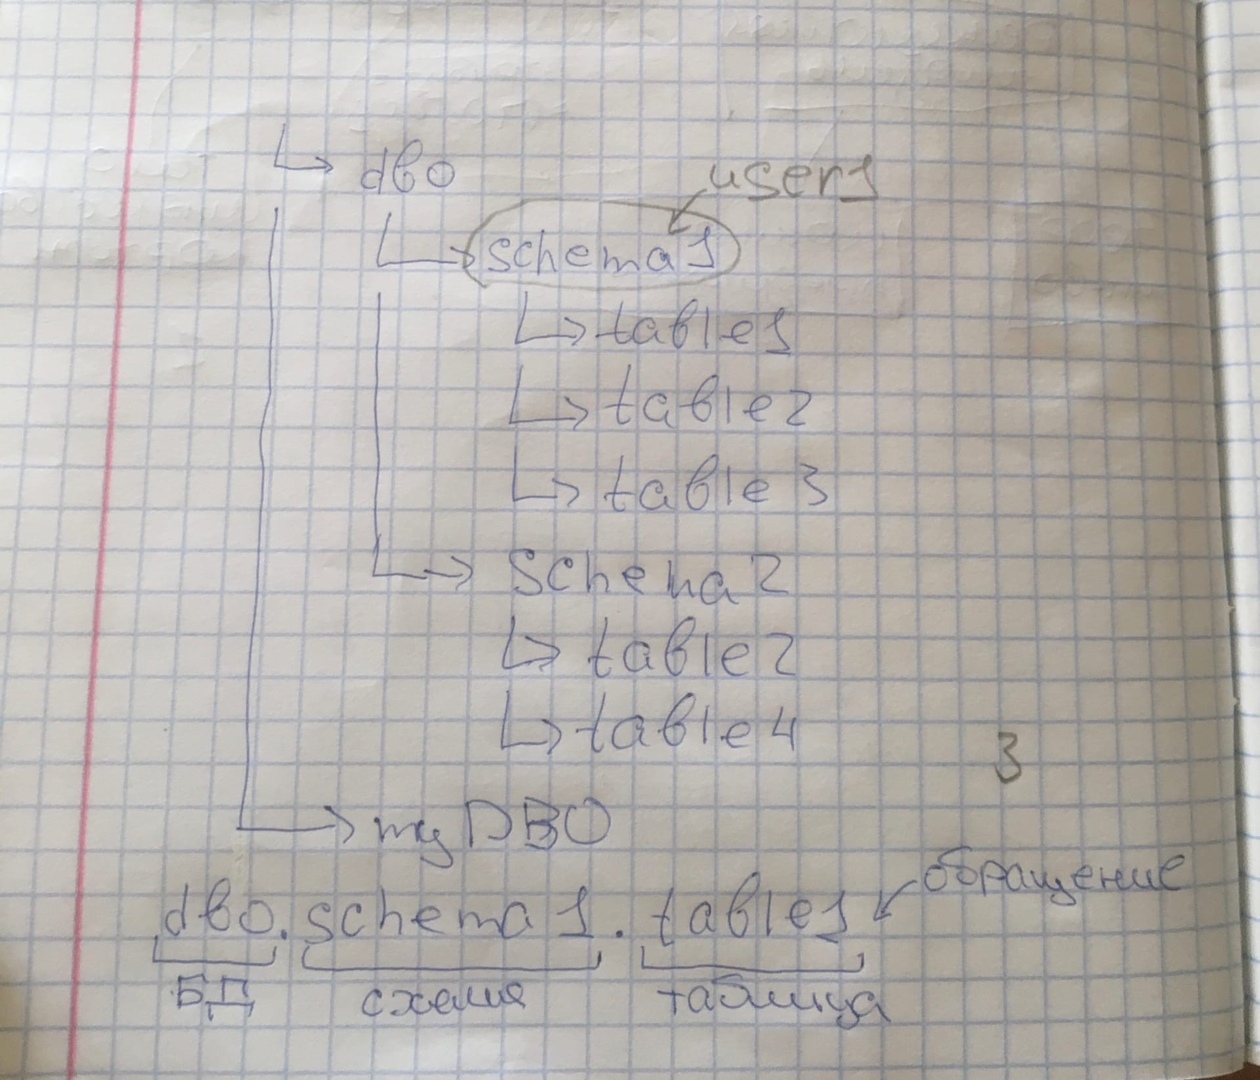 dbo
user1
schema1
table1
table2
table3
Schema2
table2
table4
3
myDBO
обращение
dbo.schema1.table1
БД схема таблица